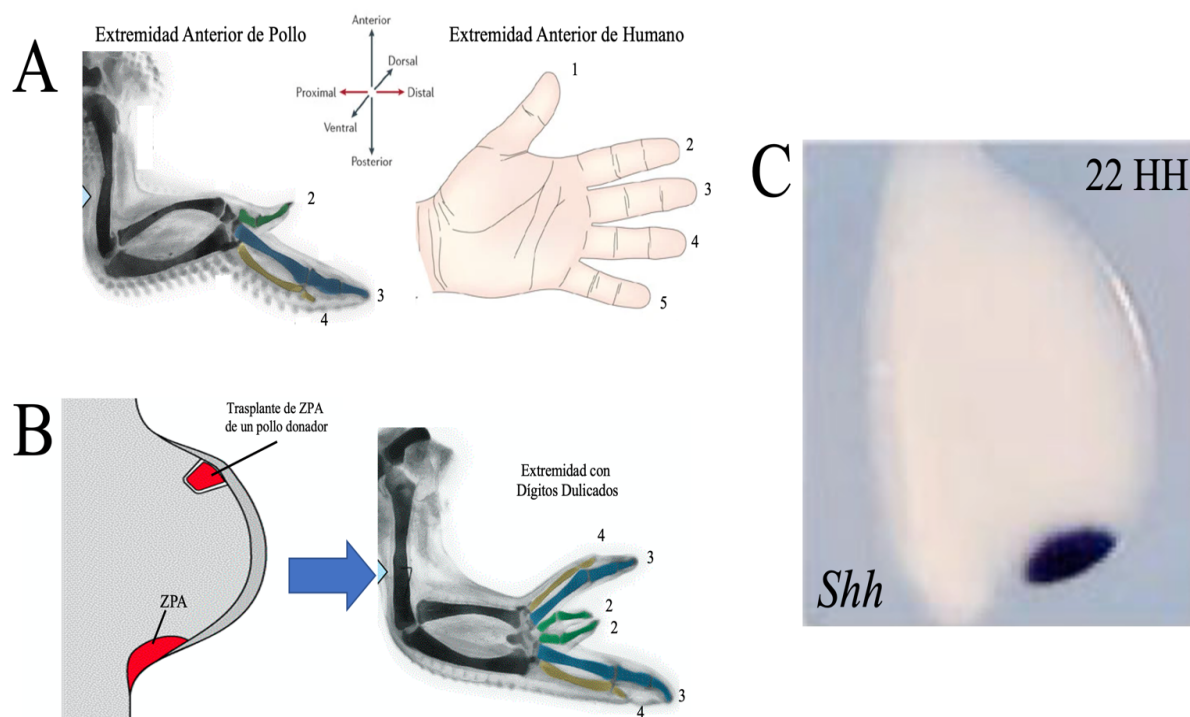 A
Extremidad Anterior de Pollo
Anterior
Dorsal
Proximal
Distal
Ventral
Posterior
2
3
4
Extremidad Anterior de Humano
1
2
3
4
5
B
Trasplante de ZPA
de un pollo donador
ZPA
Extremidad con
Dígitos Dulicados
4
3
2
2
3
4
C
22 HH
Shh